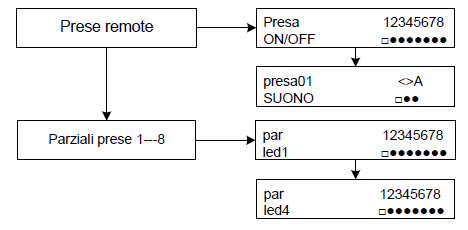 Prese remote
Presa 12345678
ON/OFF □●●●●●●●
presa01 <>A
SUONO □●●
Parziali prese 1---8
par 12345678
led1 □●●●●●●●
par 12345678
led4 □●●●●●●●